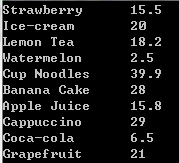 Strawberry 15.5
Ice-cream 20
Lemon Tea 18.2
Watermelon 2.5
Cup Noodles 39.9
Banana Cake 28
Apple Juice 15.8
Cappuccino 29
Coca-cola 6.5
Grapefruit 21